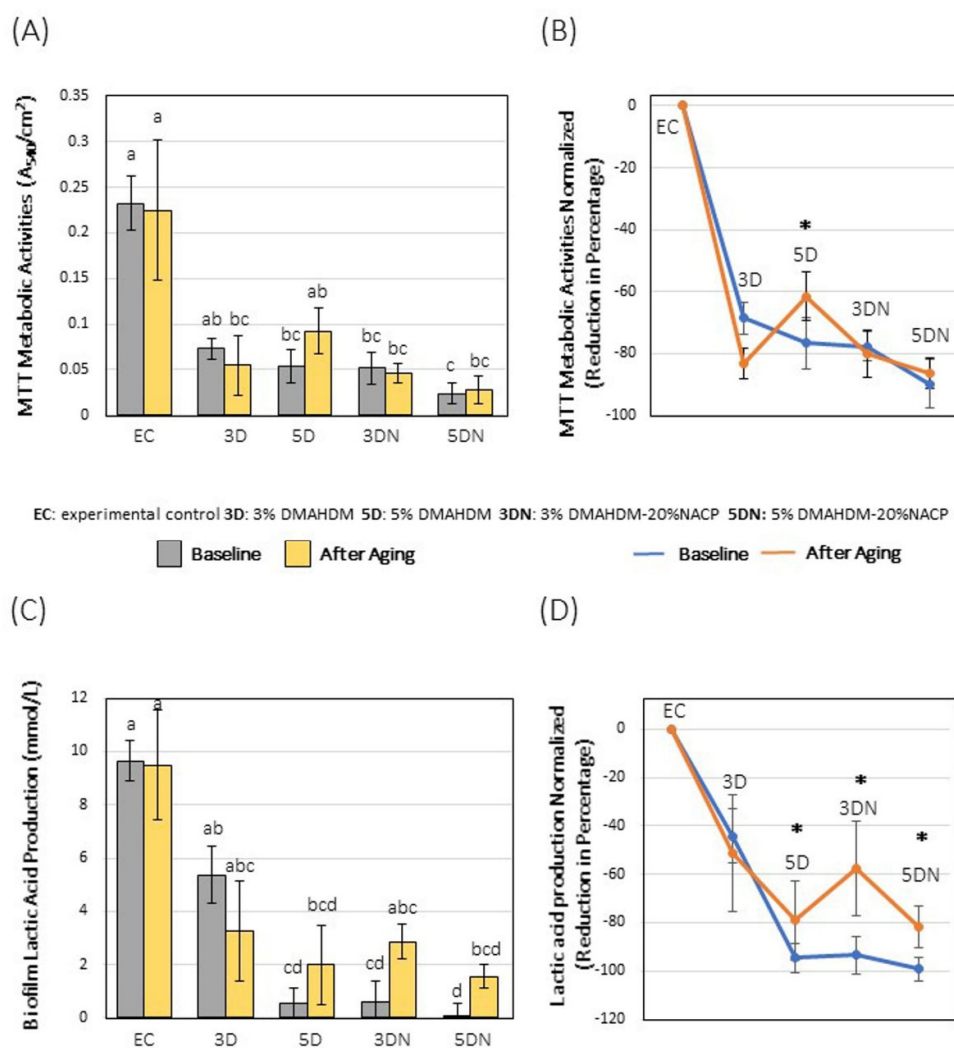 (A)
MTT Metabolic Activities (A540/cm²)
0.35
0.3
0.25
0.2
0.15
0.1
0.05
0
a
a
ab
bc
bc
ab
bc
bc
c
bc
EC 3D 5D 3DN 5DN
(B)
MTT Metabolic Activities Normalized
(Reduction in Percentage)
0
-20
-40
-60
-80
-100
EC
3D
*
5D
3DN
5DN
EC: experimental control 3D: 3% DMAHDM 5D: 5% DMAHDM 3DN: 3% DMAHDM-20%NACP 5DN: 5% DMAHDM-20%NACP
Baseline After Aging Baseline After Aging
(C)
Biofilm Lactic Acid Production (mmol/L)
12
10
8
6
4
2
0
a
a
ab
abc
cd
bcd
cd
abc
d
bcd
EC 3D 5D 3DN 5DN
(D)
Lactic acid production Normalized
(Reduction in Percentage)
0
-20
-40
-60
-80
-100
-120
EC
3D
*
5D
*
3DN
*
5DN